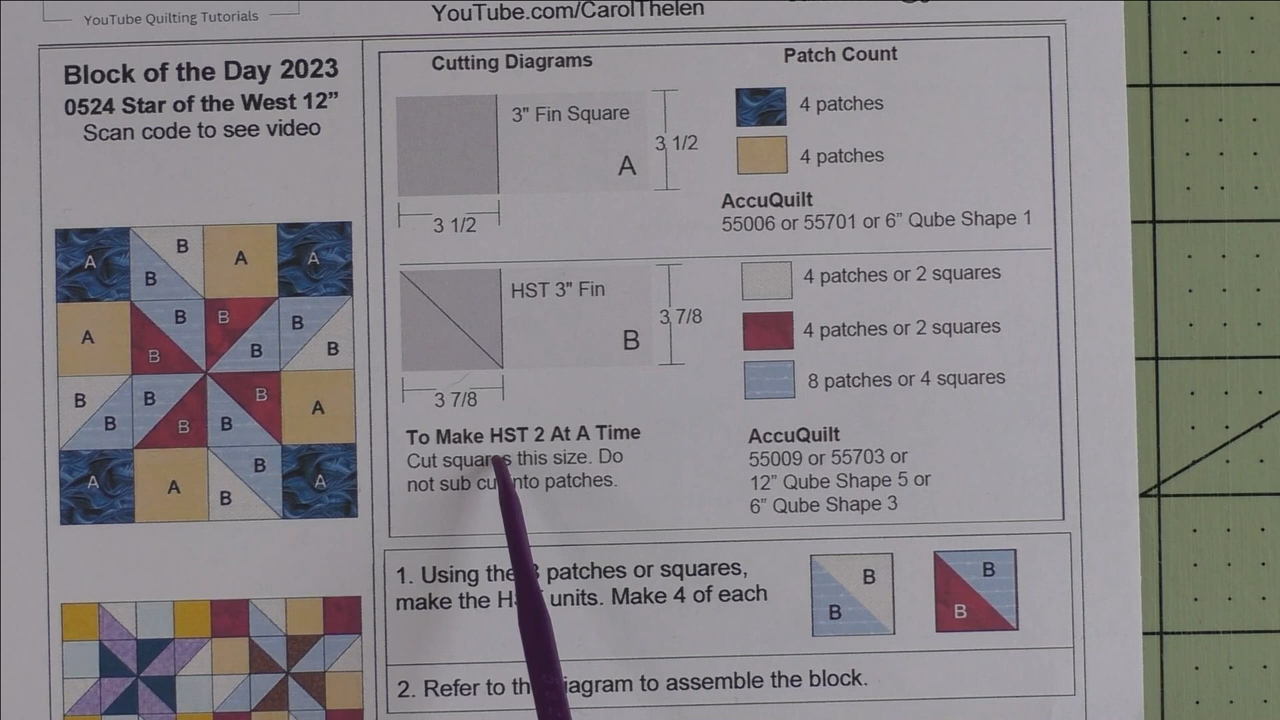 YouTube Quilting Tutorials
YouTube.com/CarolThelen
Block of the Day 2023
0524 Star of the West 12”
Scan code to see video
A
B
B
A
A
A
B
B
B
B
B
B
B
B
B
B
B
B
B
B
A
A
A
B
B
A
Cutting Diagrams
3" Fin Square
A
3 1/2
3 1/2
Patch Count
4 patches
4 patches
AccuQuilt
55006 or 55701 or 6” Qube Shape 1
HST 3" Fin
B
3 7/8
3 7/8
4 patches or 2 squares
4 patches or 2 squares
8 patches or 4 squares
To Make HST 2 At A Time
Cut squares this size. Do
not sub cut into patches.
AccuQuilt
55009 or 55703 or
12” Qube Shape 5 or
6” Qube Shape 3
1. Using the B patches or squares,
make the HST units. Make 4 of each
B
B
B
B
2. Refer to the diagram to assemble the block.